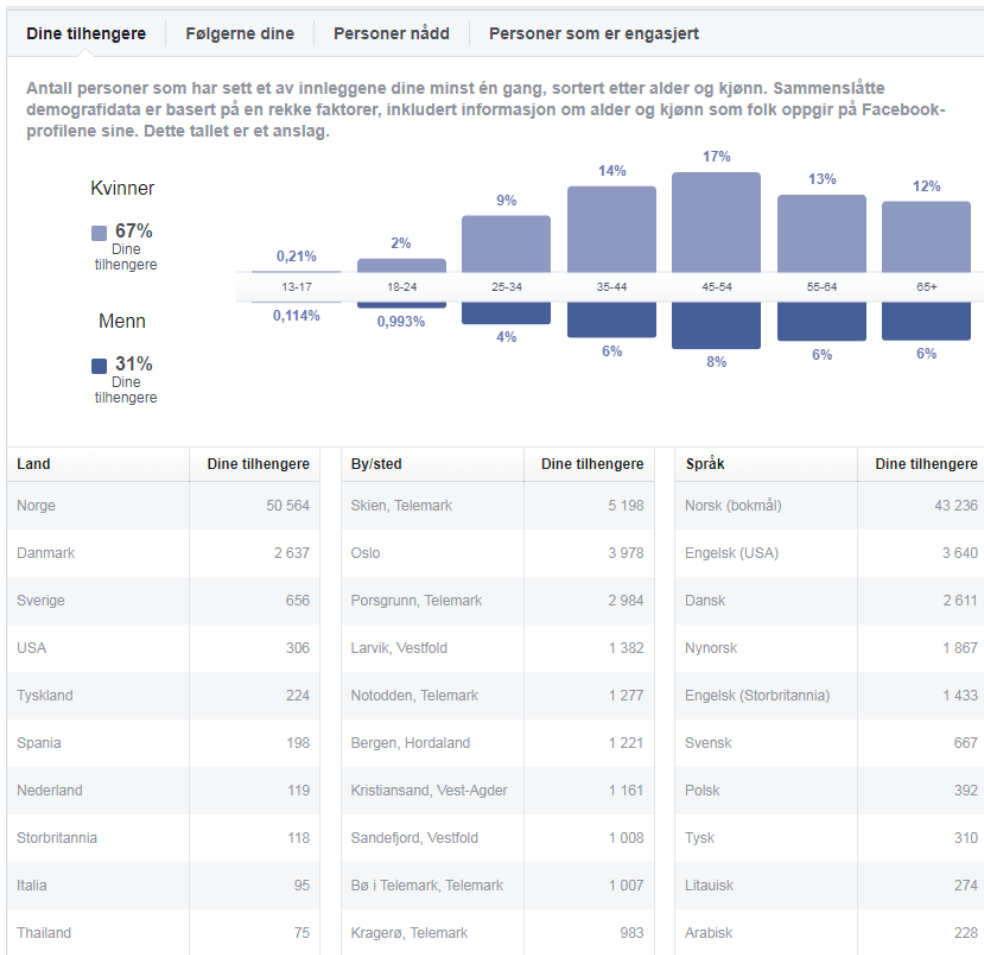 Dine tilhengere Følgerne dine Personer nådd Personer som er engasjert
Antall personer som har sett et av innleggene dine minst én gang, sortert etter alder og kjønn. Sammenslåtte
demografidata er basert på en rekke faktorer, inkludert informasjon om alder og kjønn som folk oppgir på Facebook-
profilene sine. Dette tallet er et anslag.
Kvinner
67%
Dine
tilhengere
0,21% 2% 9% 14% 17% 13% 12%
13-17 18-24 25-34 35-44 45-54 55-64 65+
0,114% 0,993% 4% 6% 8% 6% 6%
Menn
31%
Dine
tilhengere
Land Dine tilhengere By/sted Dine tilhengere Språk Dine tilhengere
Norge 50 564 Skien, Telemark 5 198 Norsk (bokmål) 43 236
Danmark 2 637 Oslo 3 978 Engelsk (USA) 3 640
Sverige 656 Porsgrunn, Telemark 2 984 Dansk 2 611
USA 306 Larvik, Vestfold 1 382 Nynorsk 1 867
Tyskland 224 Notodden, Telemark 1 277 Engelsk (Storbritannia) 1 433
Spania 198 Bergen, Hordaland 1 221 Svensk 667
Nederland 119 Kristiansand, Vest-Agder 1 161 Polsk 392
Storbritannia 118 Sandefjord, Vestfold 1 008 Tysk 310
Italia 95 Bø i Telemark, Telemark 1 007 Litauisk 274
Thailand 75 Kragerø, Telemark 983 Arabisk 228